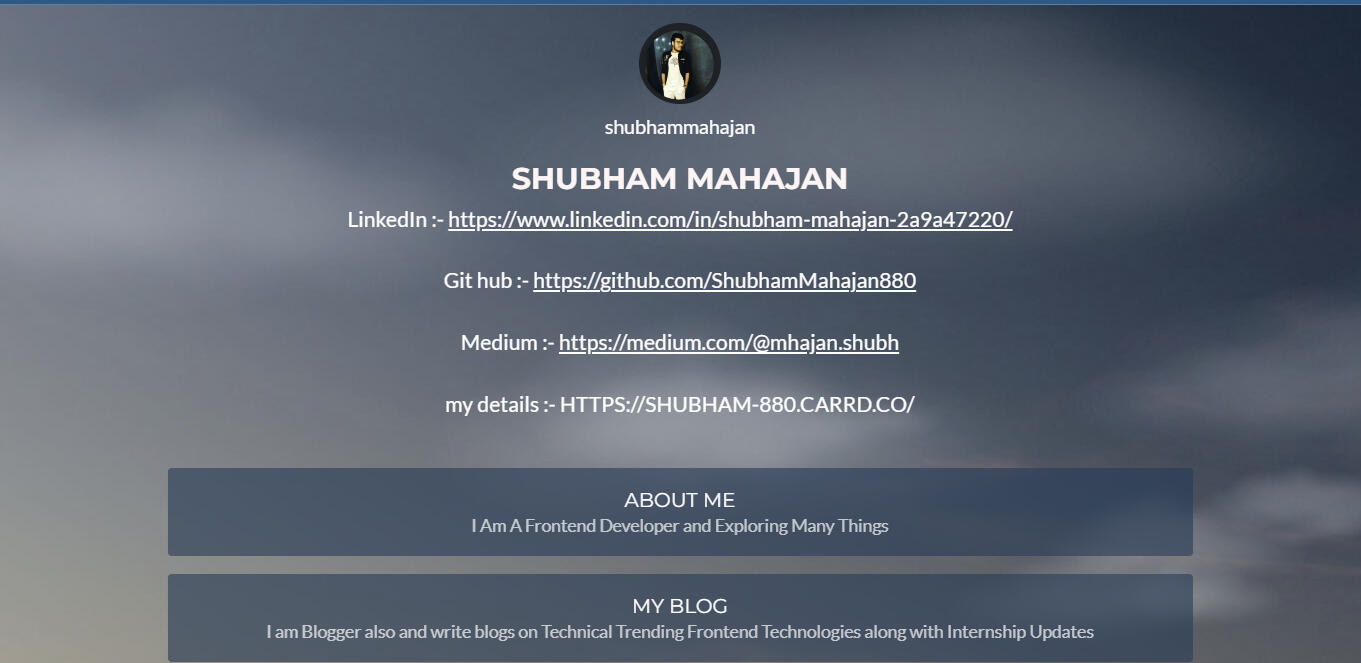 shubhammahajan
SHUBHAM MAHAJAN
LinkedIn :- https://www.linkedin.com/in/shubham-mahajan-2a9a47220/
Git hub :- https://github.com/ShubhamMahajan880
Medium :- https://medium.com/@mhajan.shubh
my details :- HTTPS://SHUBHAM-880.CARRD.CO/
ABOUT ME
I Am A Frontend Developer and Exploring Many Things
MY BLOG
I am Blogger also and write blogs on Technical Trending Frontend Technologies along with Internship Updates